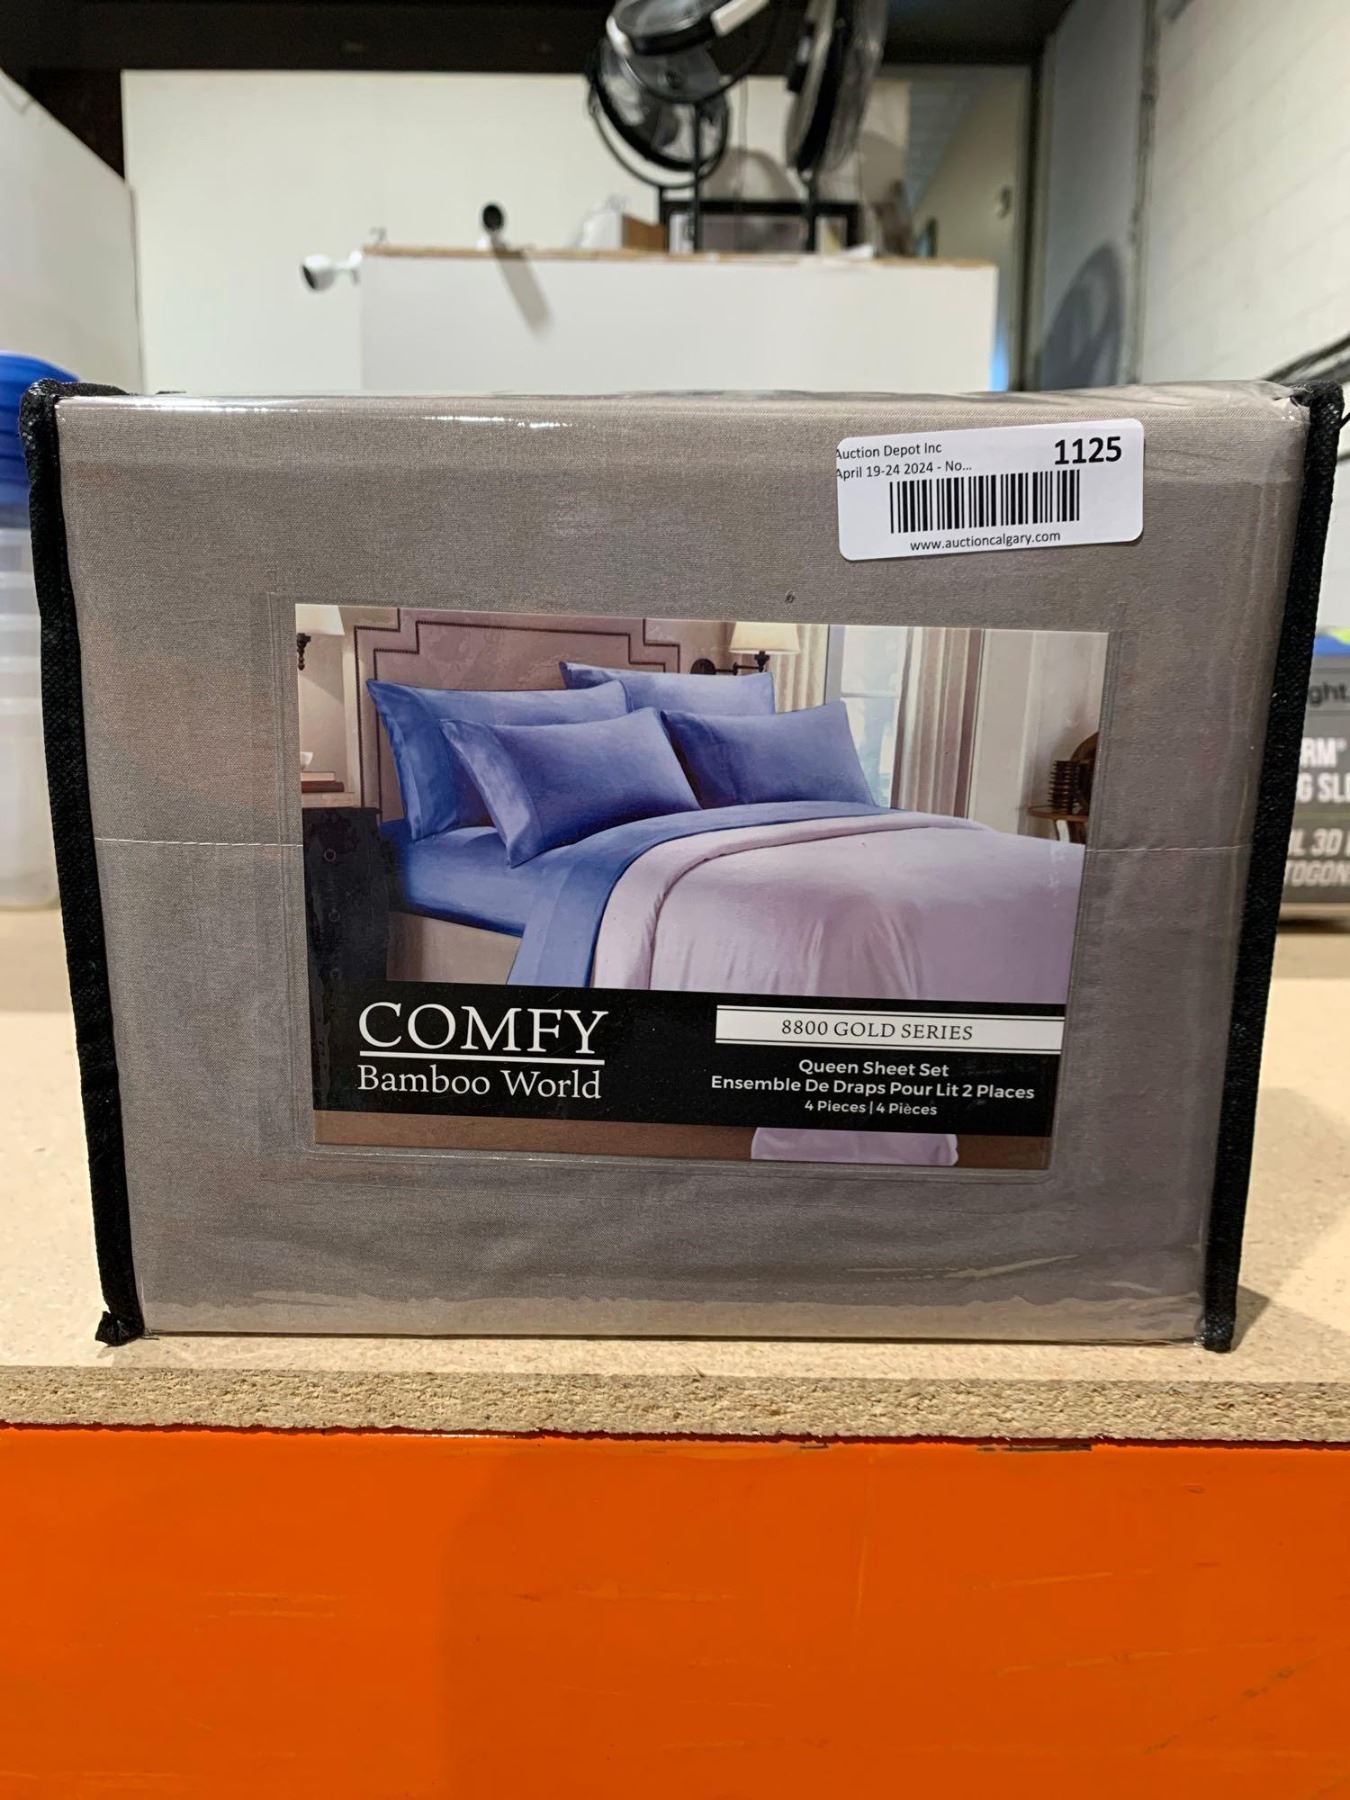 Auction Depot Inc
1125
April 19-24 2024 - No...
www.auctioncalgary.com
COMFY
Bamboo World
8800 GOLD SERIES
Queen Sheet Set
Ensemble De Draps Pour Lit 2 Places
4 Pieces | 4 Pièces
3D